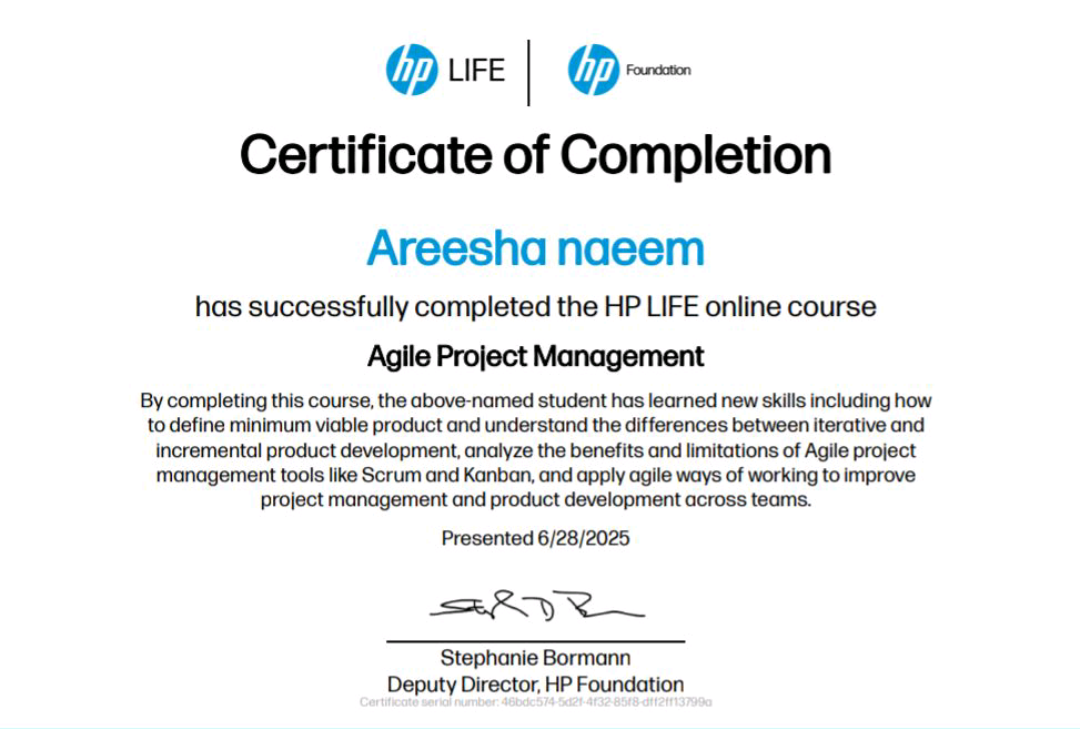 hp LIFE
hp Foundation
Certificate of Completion
Areesha naeem
has successfully completed the HP LIFE online course
Agile Project Management
By completing this course, the above-named student has learned new skills including how
to define minimum viable product and understand the differences between iterative and
incremental product development, analyze the benefits and limitations of Agile project
management tools like Scrum and Kanban, and apply agile ways of working to improve
project management and product development across teams.
Presented 6/28/2025
Stephanie Bormann
Deputy Director, HP Foundation
Certificate serial number: 46bdc574-5d2f-4f32-85f8-dff2ff13799a